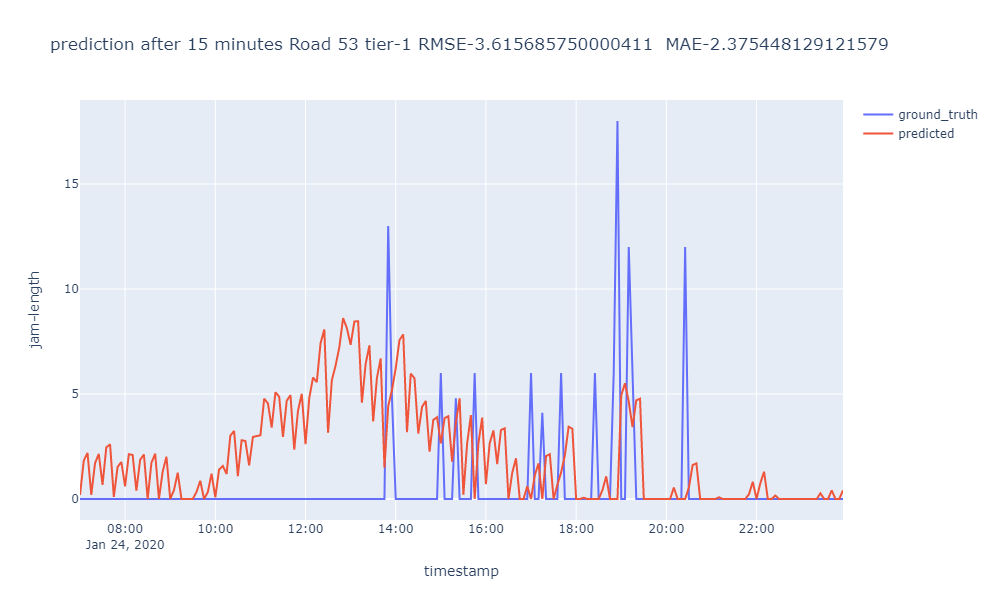 prediction after 15 minutes Road 53 tier-1 RMSE-3.615685750000411  MAE-2.375448129121579
ground_truth
predicted
15
10
5
0
jam-length
08:00 10:00 12:00 14:00 16:00 18:00 20:00 22:00
Jan 24, 2020
timestamp